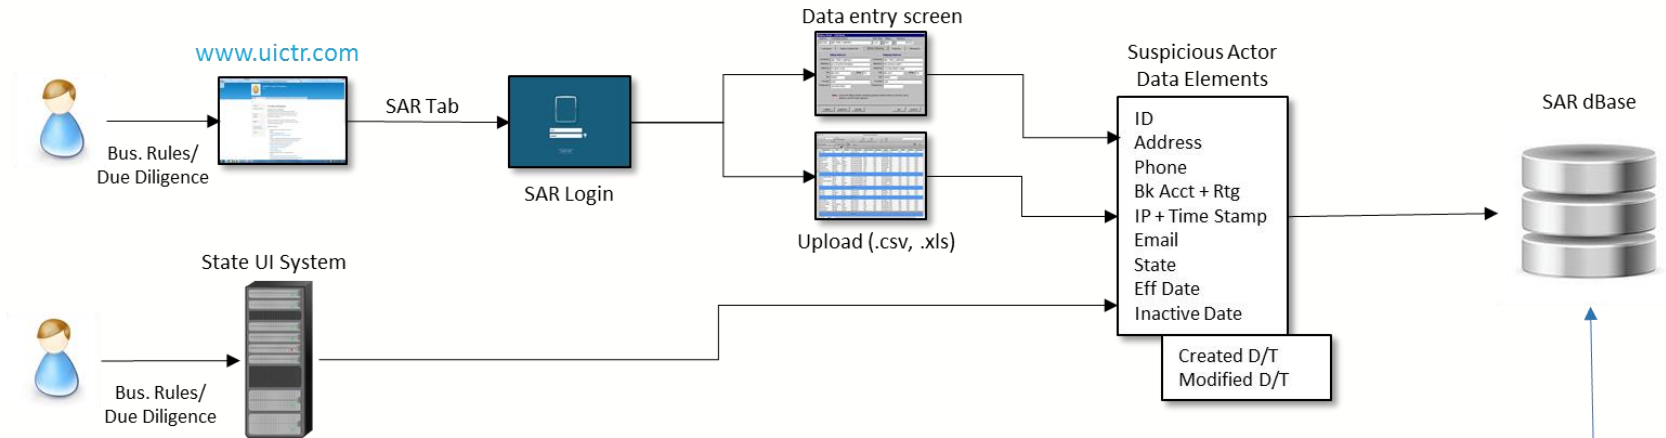 Data entry screen
www.uictr.com
Suspicious Actor
Data Elements
SAR Tab
SAR dBase
ID
Address
Phone
Bk Acct + Rtg
IP + Time Stamp
Email
State
Eff Date
Inactive Date
Bus. Rules/
Due Diligence
SAR Login
Upload (.csv, .xls)
State UI System
Created D/T
Modified D/T
Bus. Rules/
Due Diligence